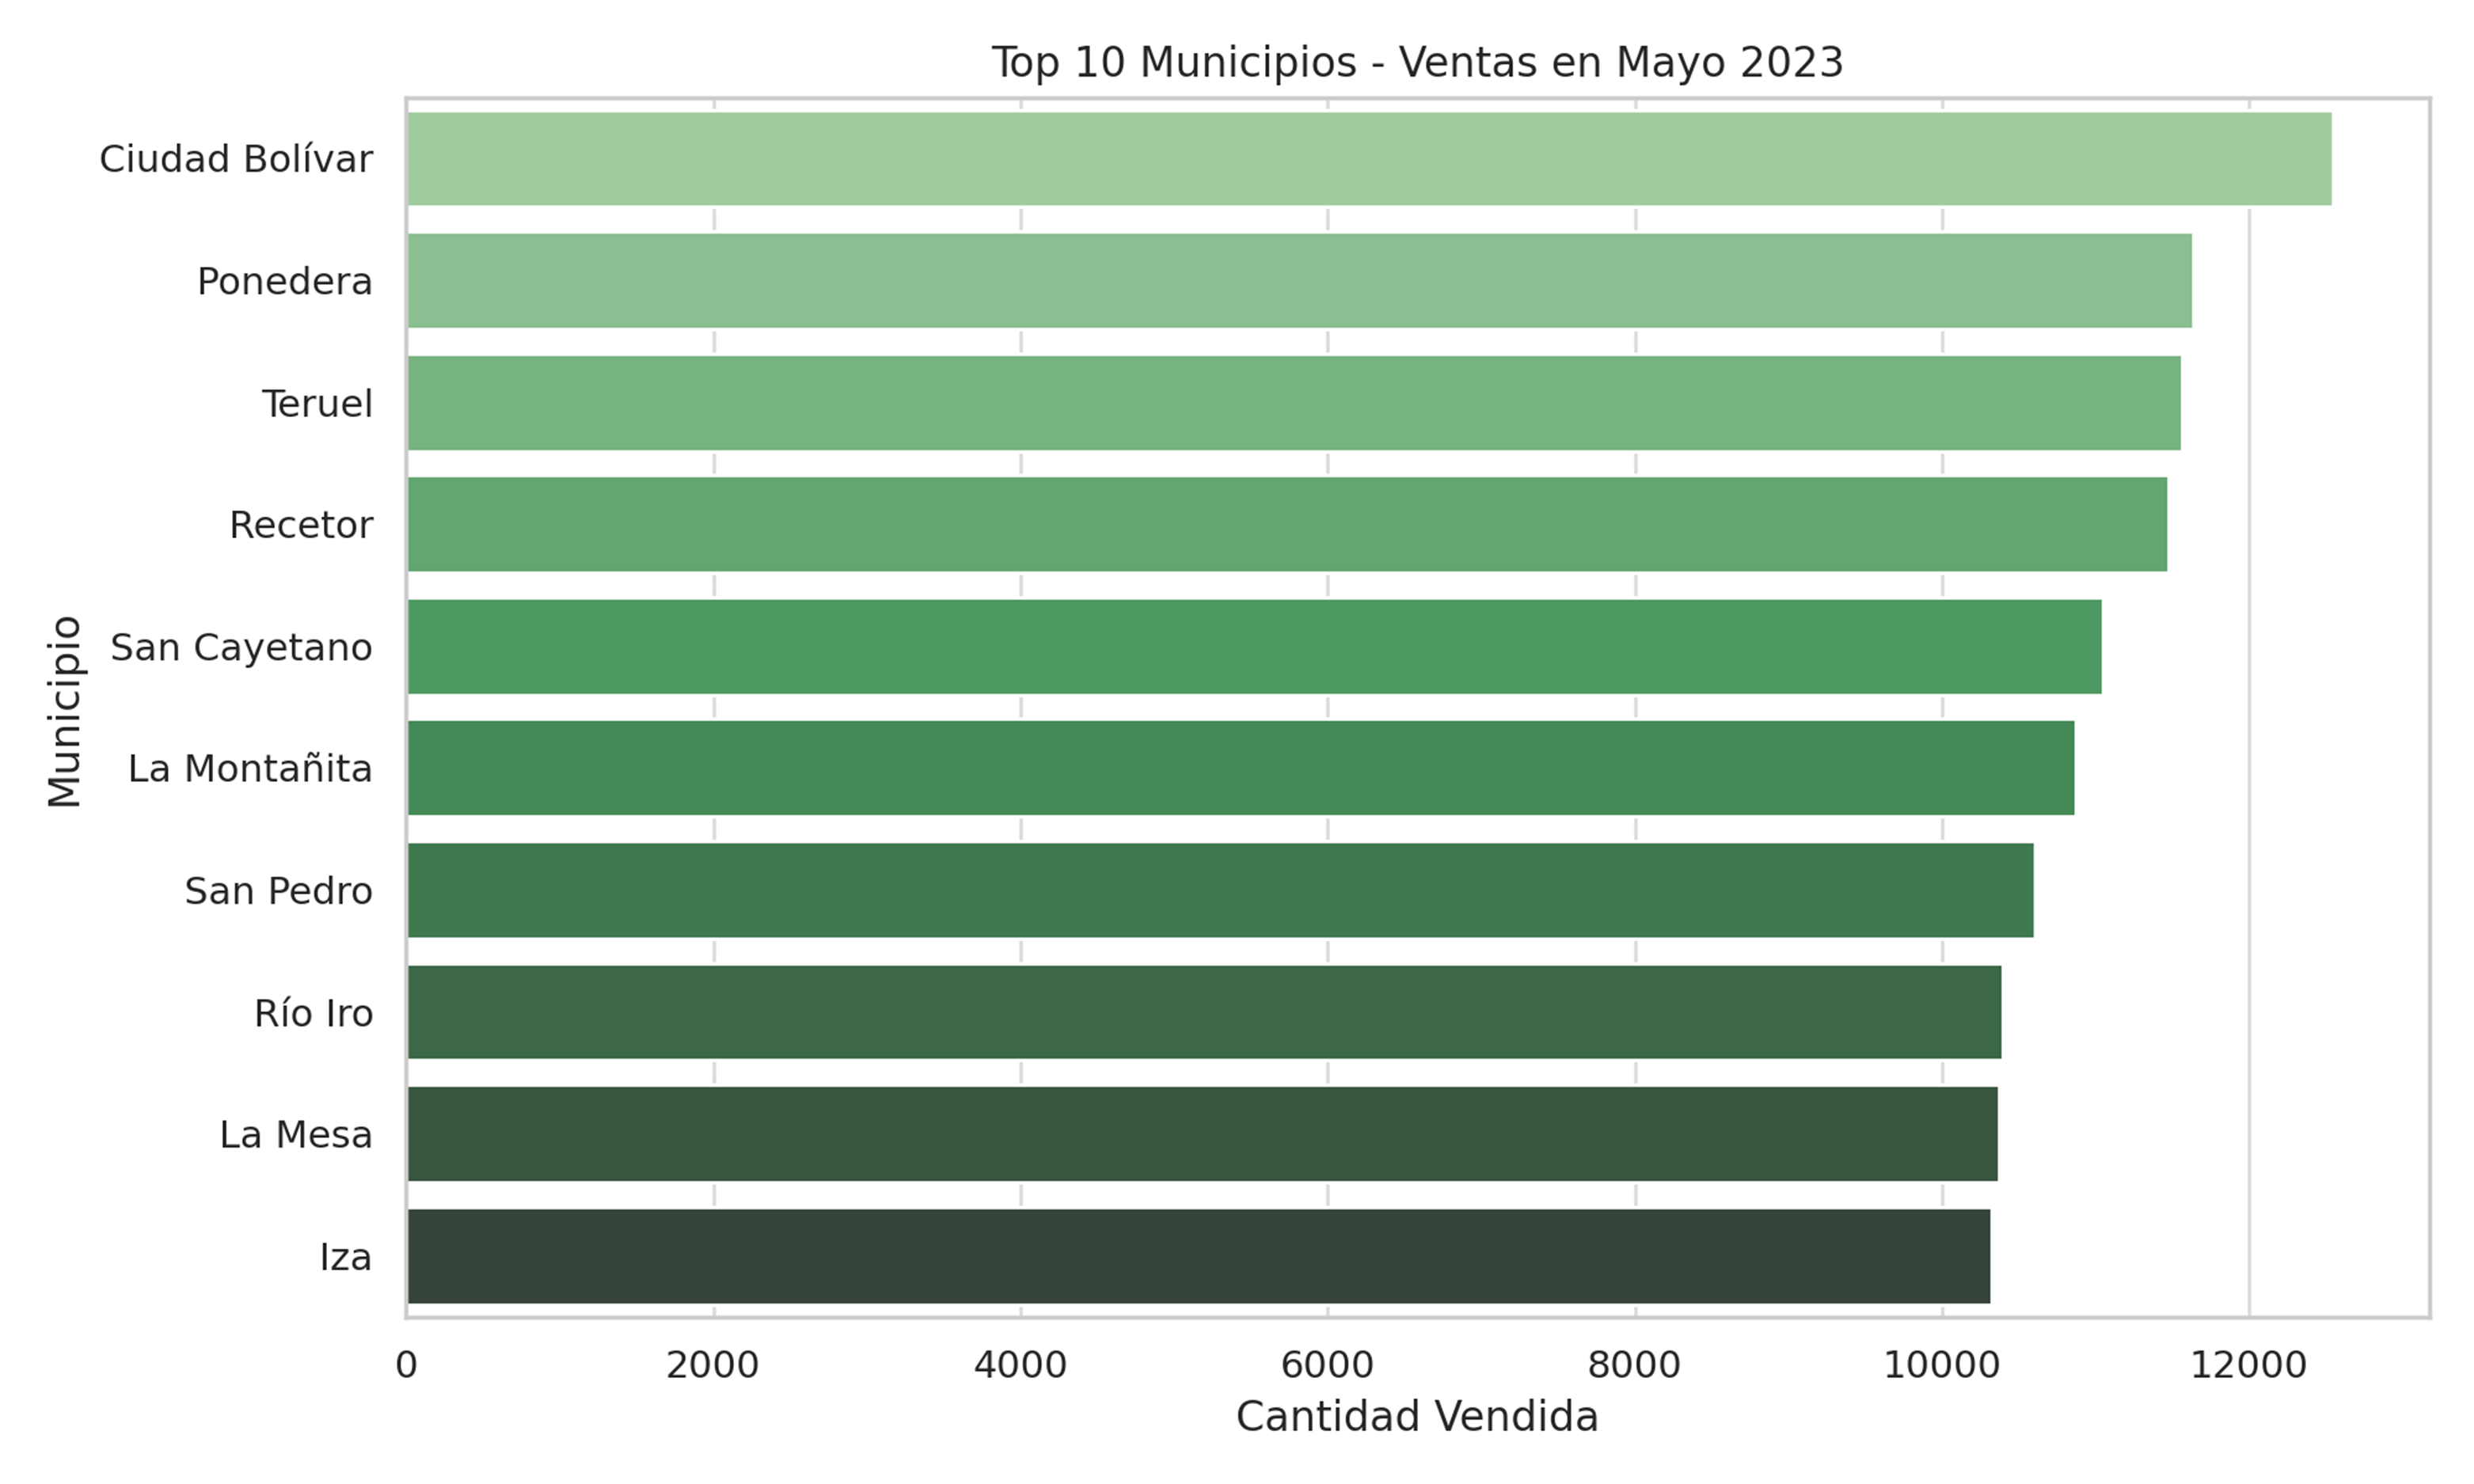 Top 10 Municipios - Ventas en Mayo 2023
Municipio
Ciudad Bolívar
Ponedera
Teruel
Recetor
San Cayetano
La Montañita
San Pedro
Río Iro
La Mesa
Iza
0 2000 4000 6000 8000 10000 12000
Cantidad Vendida